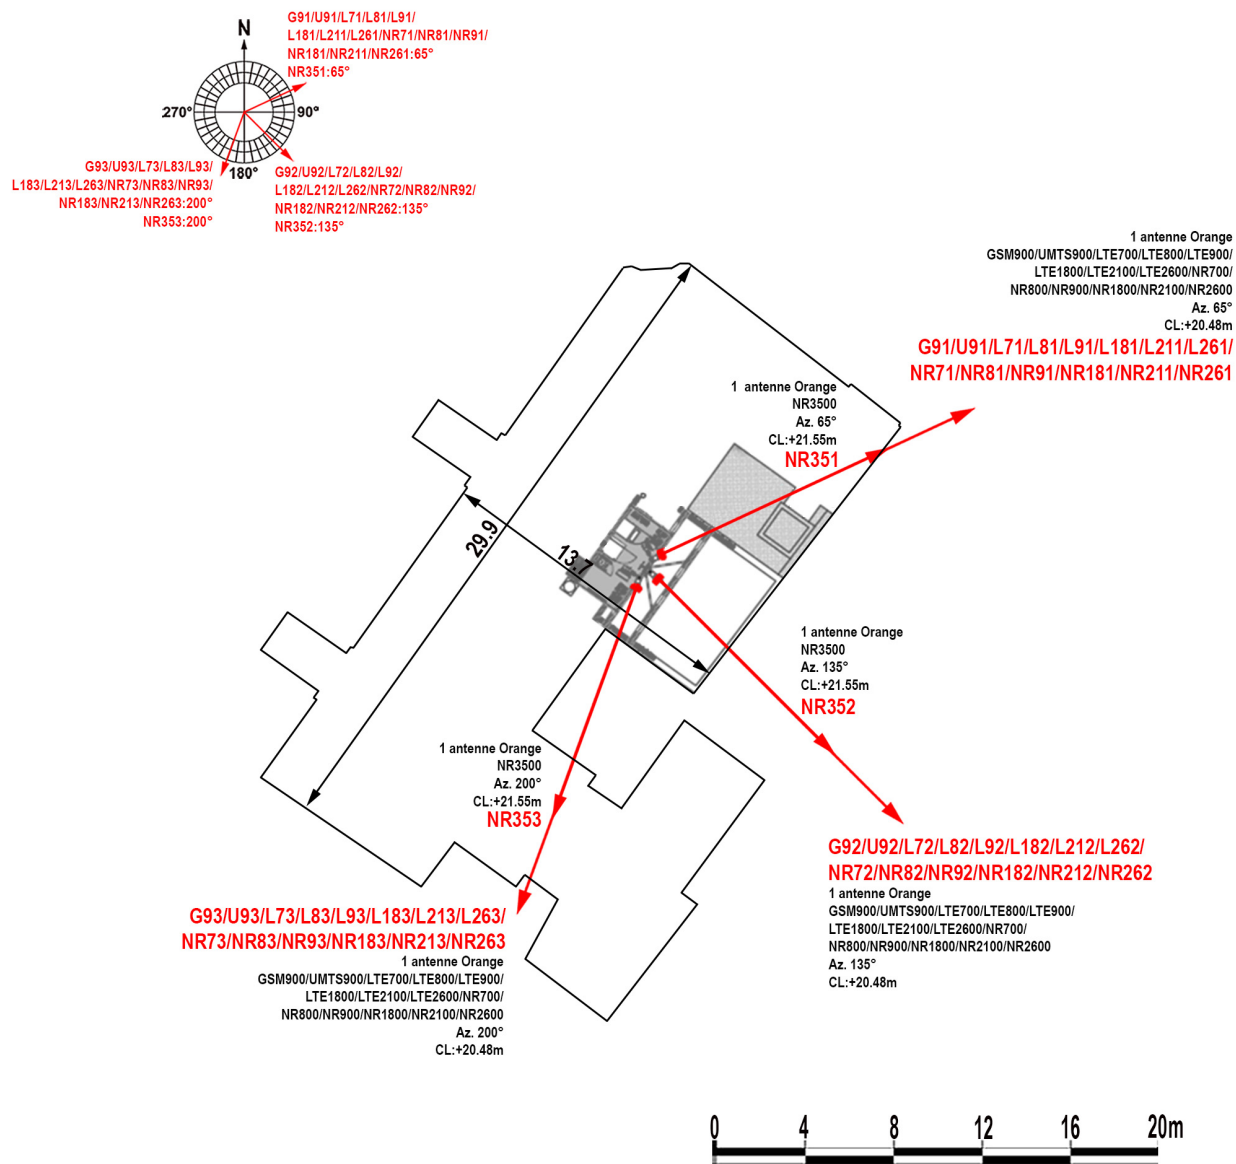 G91/U91/L71/L81/L91/
L181/L211/L261/NR71/NR81/NR91/
NR181/NR211/NR261:65°
NR351:65°
N
270°
90°
180°
G93/U93/L73/L83/L93/
L183/L213/L263/NR73/NR83/NR93/
NR183/NR213/NR263:200°
NR353:200°
G92/U92/L72/L82/L92/
L182/L212/L262/NR72/NR82/NR92/
NR182/NR212/NR262:135°
NR352:135°
1 antenne Orange
GSM900/UMTS900/LTE700/LTE800/LTE900/
LTE1800/LTE2100/LTE2600/NR700/
NR800/NR900/NR1800/NR2100/NR2600
Az. 65°
CL:+20.48m
G91/U91/L71/L81/L91/L181/L211/L261/
NR71/NR81/NR91/NR181/NR211/NR261
1 antenne Orange
NR3500
Az. 65°
CL:+21.55m
NR351
29.9
13.7
1 antenne Orange
NR3500
Az. 135°
CL:+21.55m
NR352
1 antenne Orange
NR3500
Az. 200°
CL:+21.55m
NR353
G92/U92/L72/L82/L92/L182/L212/L262/
NR72/NR82/NR92/NR182/NR212/NR262
1 antenne Orange
GSM900/UMTS900/LTE700/LTE800/LTE900/
LTE1800/LTE2100/LTE2600/NR700/
NR800/NR900/NR1800/NR2100/NR2600
Az. 135°
CL:+20.48m
G93/U93/L73/L83/L93/L183/L213/L263/
NR73/NR83/NR93/NR183/NR213/NR263
1 antenne Orange
GSM900/UMTS900/LTE700/LTE800/LTE900/
LTE1800/LTE2100/LTE2600/NR700/
NR800/NR900/NR1800/NR2100/NR2600
Az. 200°
CL:+20.48m
0 4 8 12 16 20m